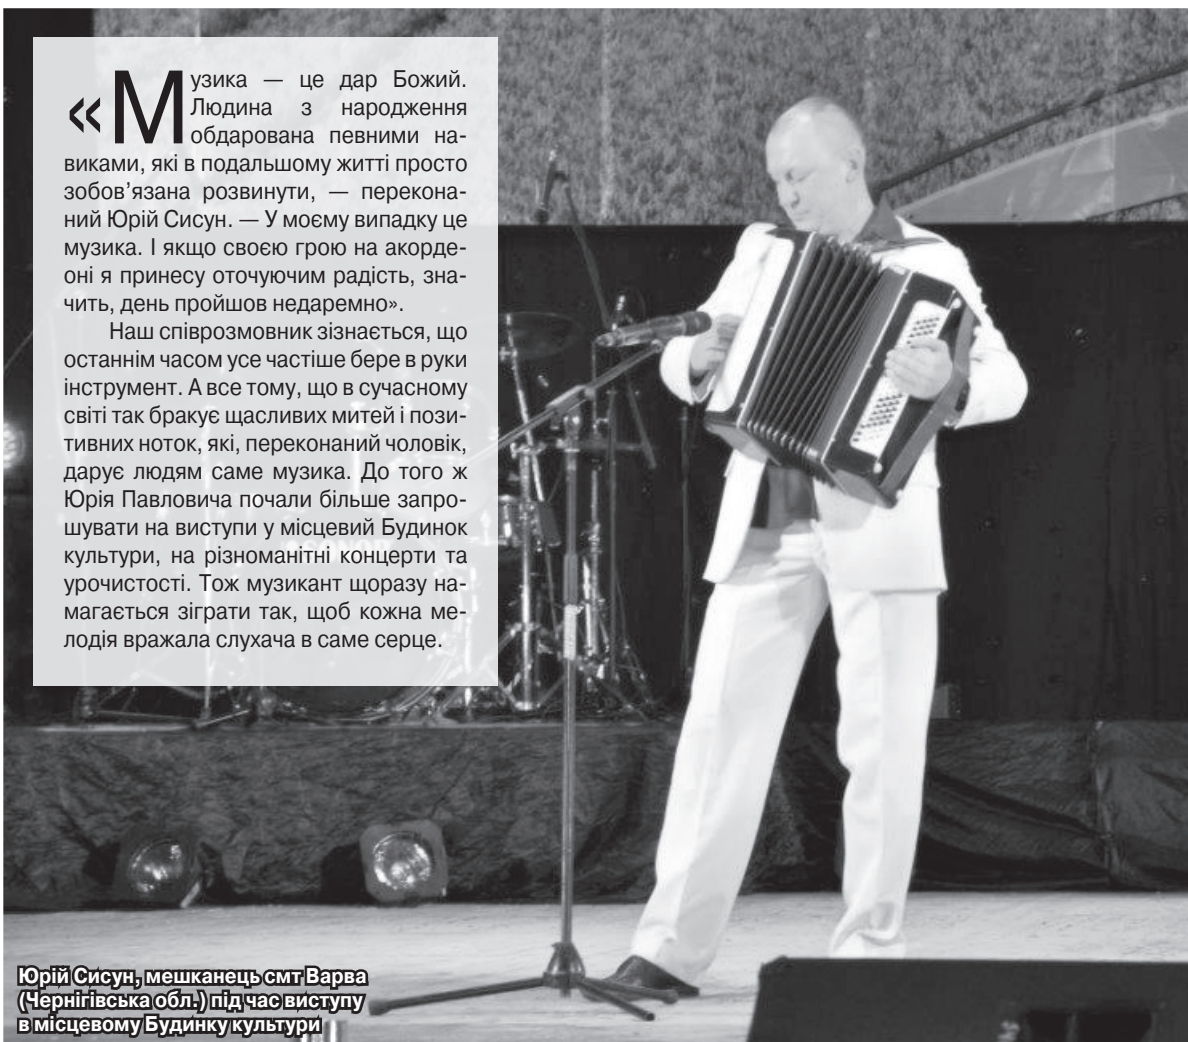 «Музика — це дар Божий.
Людина з народження
обдарована певними на-
виками, які в подальшому житті просто
зобов’язана розвинути, — перекона-
ний Юрій Сисун. — У моєму випадку це
музика. І якщо своєю грою на акорде-
оні я принесу оточуючим радість, зна-
чить, день пройшов недаремно».
Наш співрозмовник зізнається, що
останнім часом усе частіше бере в руки
інструмент. А все тому, що в сучасному
світі так бракує щасливих митей і пози-
тивних ноток, які, переконаний чоловік,
дарує людям саме музика. До того ж
Юрія Павловича почали більше запро-
шувати на виступи у місцевий Будинок
культури, на різноманітні концерти та
урочистості. Тож музикант щоразу на-
магається зіграти так, щоб кожна ме-
лодія вражала слухача в саме серце.
Юрій Сисун, мешканець смт Варва
(Чернігівська обл.) під час виступу
в місцевому Будинку культури